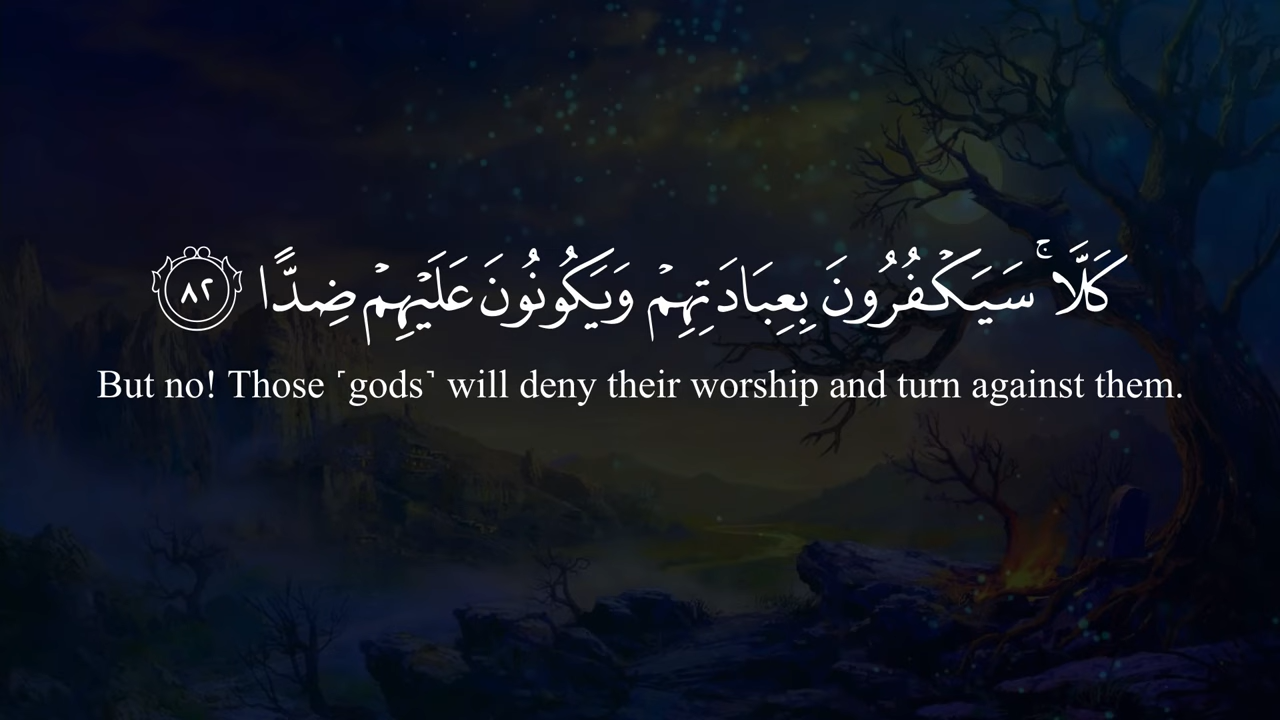 كَلَّا ۚ سَيَكْفُرُونَ بِعِبَادَتِهِمْ وَيَكُونُونَ عَلَيْهِمْ ضِدًّا ٨٢
But no! Those ˹gods˺ will deny their worship and turn against them.